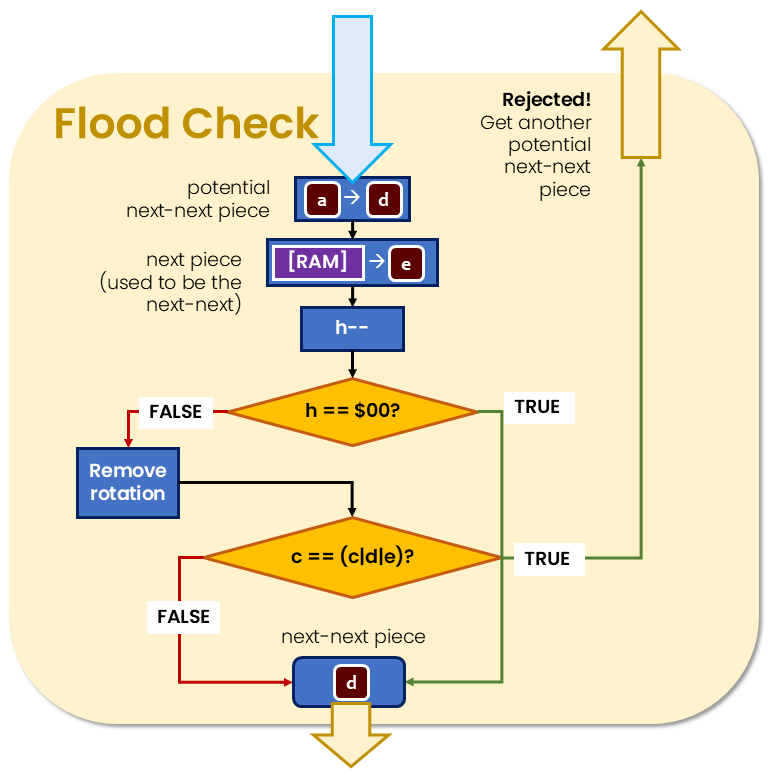 Flood Check
Rejected!
Get another
potential
next-next
piece
potential
next-next piece
a → d
next piece
(used to be the
next-next)
[RAM] → e
h--
h == $00?
FALSE
TRUE
Remove
rotation
c == (c|d|e)?
TRUE
FALSE
next-next piece
d